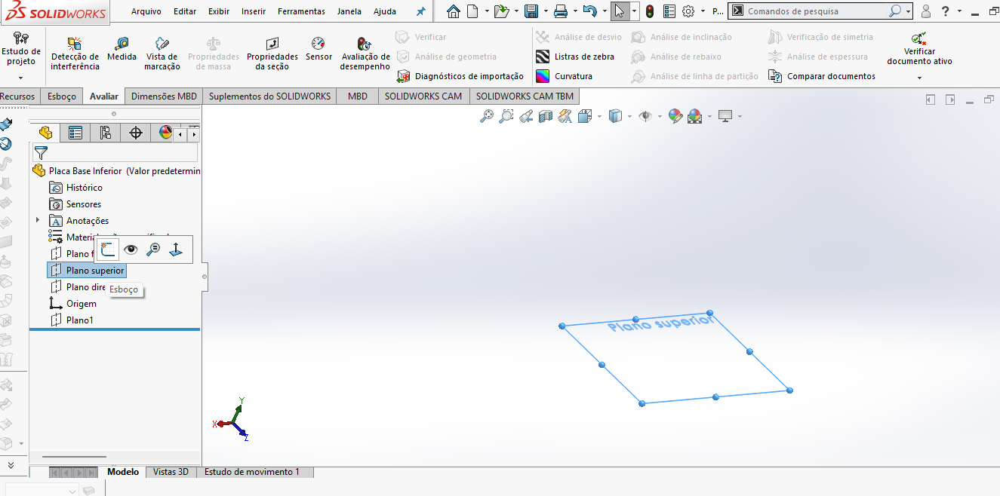 SOLIDWORKS
Arquivo Editar Exibir Inserir Ferramentas Janela Ajuda
P...
Comandos de pesquisa
?
Estudo de projeto
Detecção de interferência
Medida
Vista de marcação
Propriedades de massa
Propriedades da seção
Sensor
Avaliação de desempenho
Verificar
Análise de geometria
Diagnósticos de importação
Análise de desvio
Listras de zebra
Curvatura
Análise de inclinação
Análise de rebaixo
Análise de linha de partição
Verificação de simetria
Análise de espessura
Comparar documentos
Verificar documento ativo
Recursos Esboço Avaliar Dimensões MBD Suplementos do SOLIDWORKS MBD SOLIDWORKS CAM SOLIDWORKS CAM TBM
Placa Base Inferior (Valor predetermin
Histórico
Sensores
Anotações
Material
Plano f
Plano superior
Plano dire
Esboço
Origem
Plano1
Plano superior
Y
X
Z
Modelo Vistas 3D Estudo de movimento 1